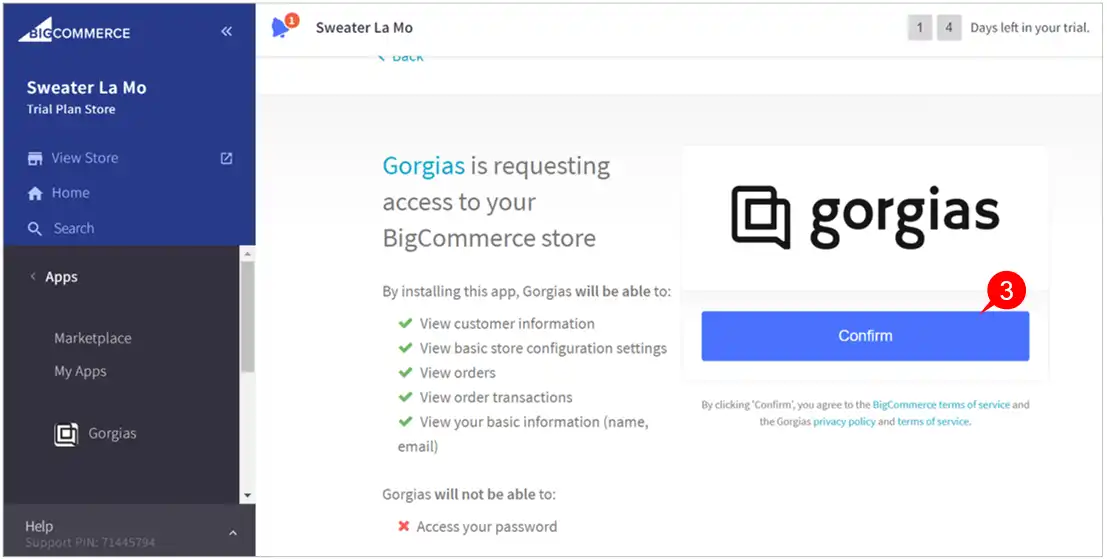 BIGCOMMERCE
Sweater La Mo
Trial Plan Store
View Store
Home
Search
Apps
Marketplace
My Apps
Gorgias
Help
Support PIN: 71445794
1
Sweater La Mo
1 4 Days left in your trial.
Back
Gorgias is requesting
access to your
BigCommerce store
By installing this app, Gorgias will be able to:
View customer information
View basic store configuration settings
View orders
View order transactions
View your basic information (name,
email)
Gorgias will not be able to:
Access your password
gorgias
3
Confirm
By clicking 'Confirm', you agree to the BigCommerce terms of service and
the Gorgias privacy policy and terms of service.